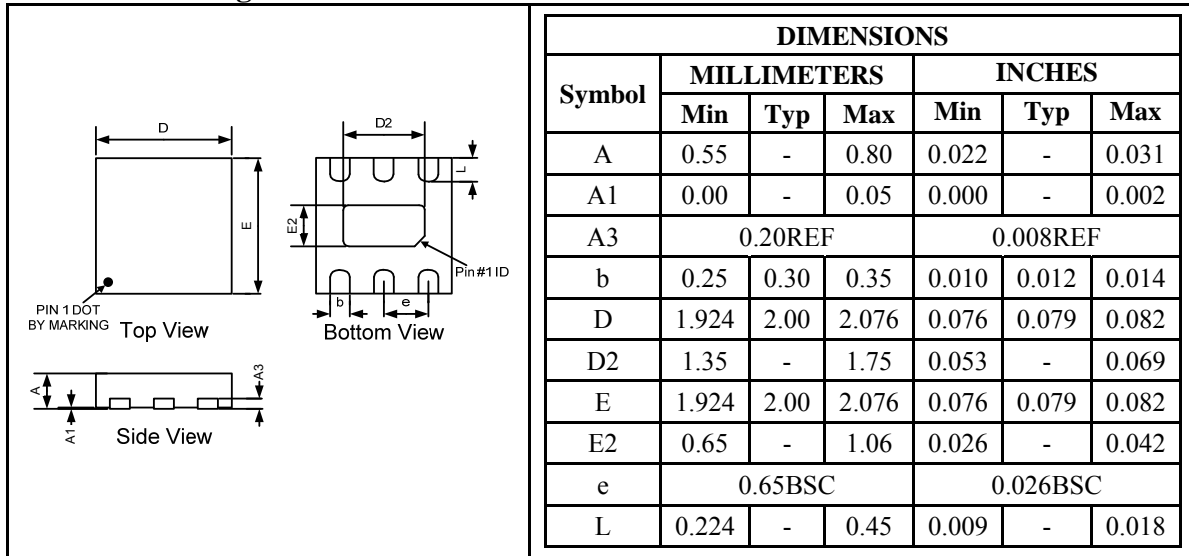 D
E
PIN 1 DOT
BY MARKING
Top View
D2
L
E2
Pin #1 ID
b
e
Bottom View
A
A1
A3
Side View
DIMENSIONS
Symbol MILLIMETERS INCHES
Min Typ Max Min Typ Max
A 0.55 - 0.80 0.022 - 0.031
A1 0.00 - 0.05 0.000 - 0.002
A3 0.20REF 0.008REF
b 0.25 0.30 0.35 0.010 0.012 0.014
D 1.924 2.00 2.076 0.076 0.079 0.082
D2 1.35 - 1.75 0.053 - 0.069
E 1.924 2.00 2.076 0.076 0.079 0.082
E2 0.65 - 1.06 0.026 - 0.042
e 0.65BSC 0.026BSC
L 0.224 - 0.45 0.009 - 0.018